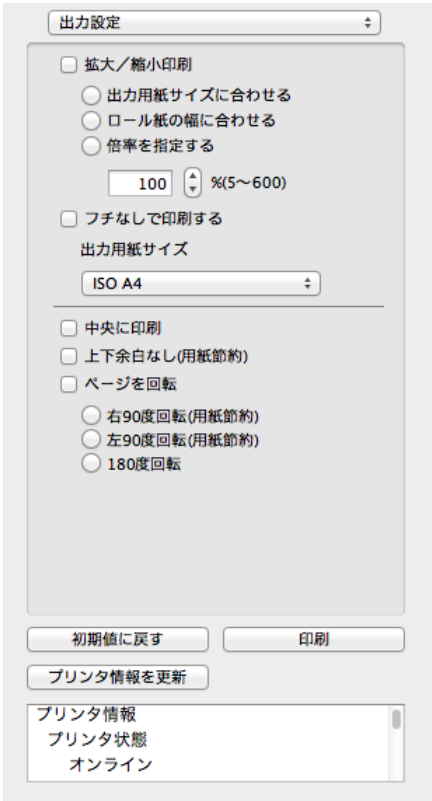 出力設定
拡大／縮小印刷
出力用紙サイズに合わせる
ロール紙の幅に合わせる
倍率を指定する
100 %(5～600)
フチなしで印刷する
出力用紙サイズ
ISO A4
中央に印刷
上下余白なし(用紙節約)
ページを回転
右90度回転(用紙節約)
左90度回転(用紙節約)
180度回転
初期値に戻す 印刷
プリンタ情報を更新
プリンタ情報
プリンタ状態
オンライン